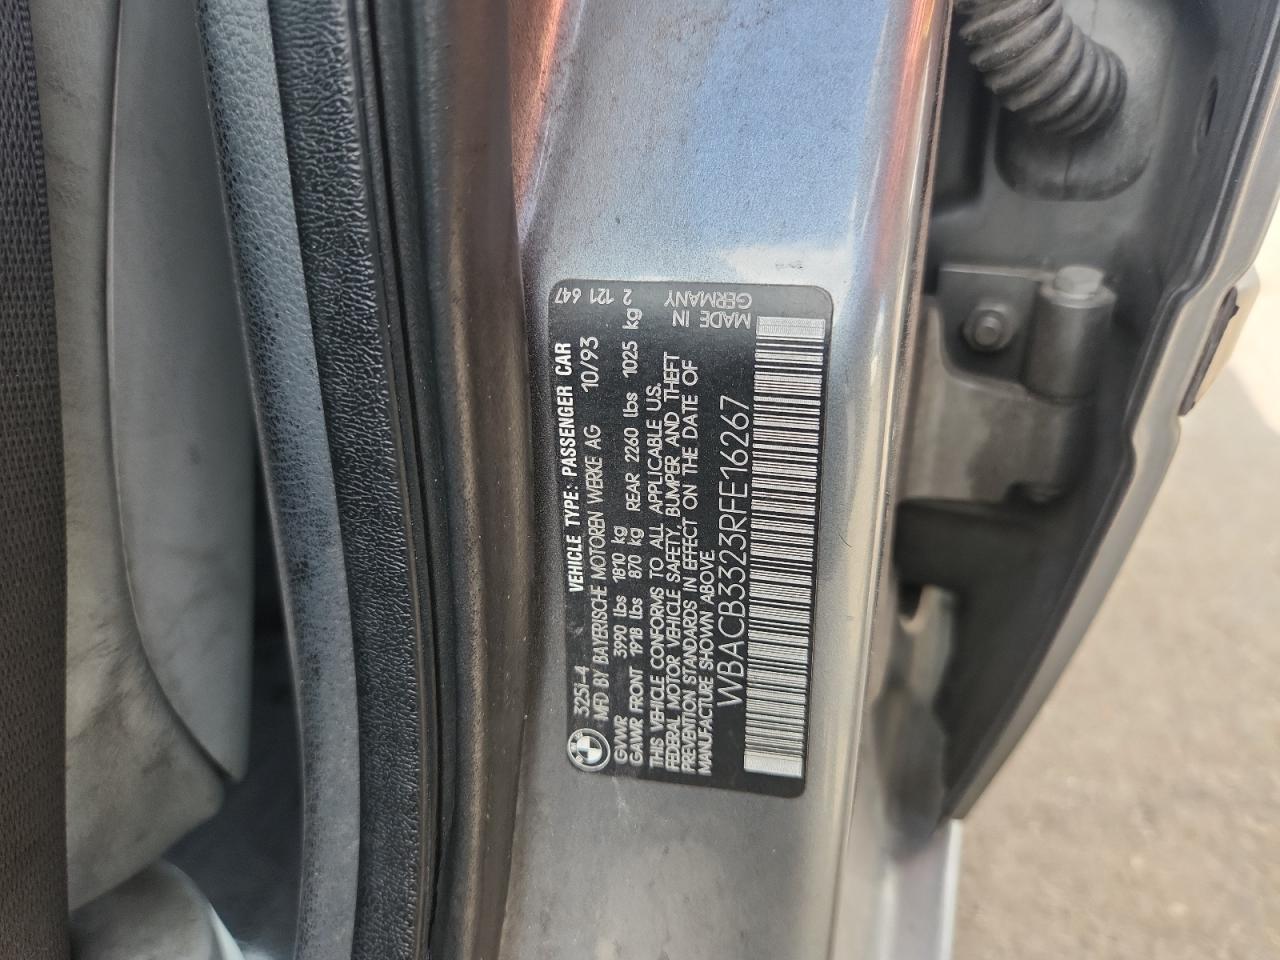 325i-4 VEHICLE TYPE: PASSENGER CAR
MFD BY BAYERISCHE MOTOREN WERKE AG 10/93 2 121 647
GVWR 3990 lbs 1810 kg
GAWR FRONT 1918 lbs 870 kg REAR 2260 lbs 1025 kg
THIS VEHICLE CONFORMS TO ALL APPLICABLE U.S.
FEDERAL MOTOR VEHICLE SAFETY, BUMPER AND THEFT
PREVENTION STANDARDS IN EFFECT ON THE DATE OF
MANUFACTURE SHOWN ABOVE
WBACB3323RFE16267
MADE IN
GERMANY